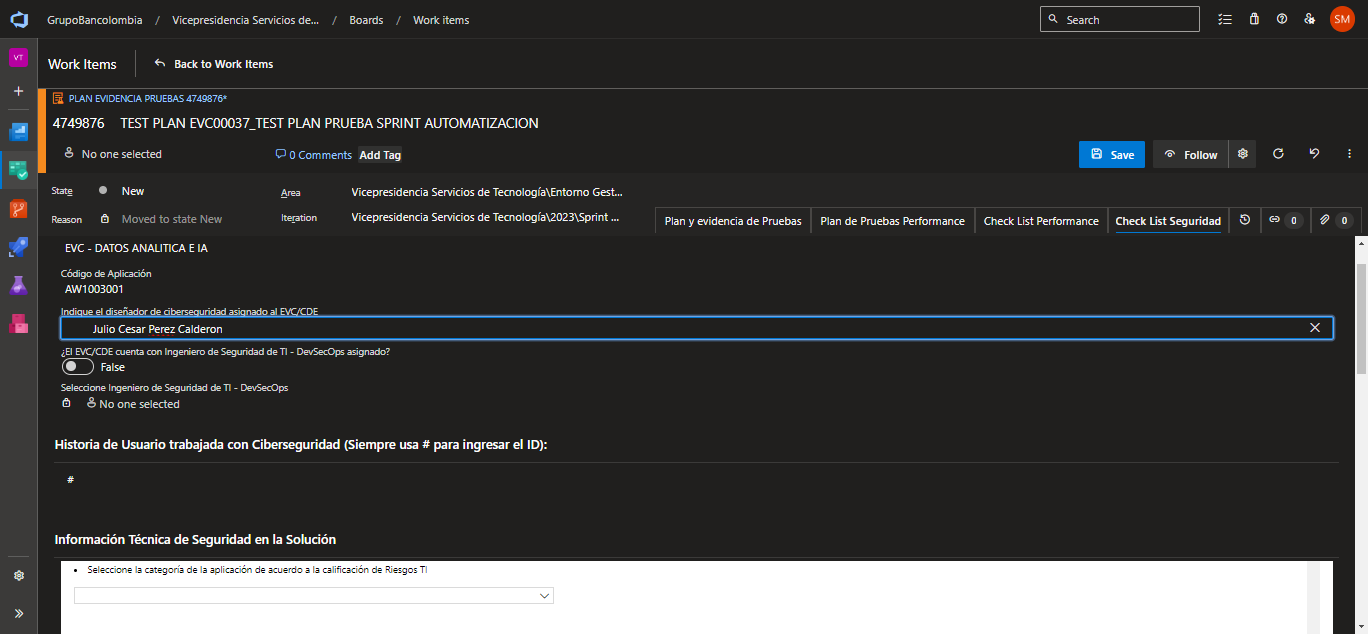 GrupoBancolombia / Vicepresidencia Servicios de... / Boards / Work items
Search
SM
VT
Work Items
Back to Work Items
PLAN EVIDENCIA PRUEBAS 4749876*
4749876 TEST PLAN EVC00037_TEST PLAN PRUEBA SPRINT AUTOMATIZACION
No one selected
0 Comments
Add Tag
Save
Follow
State
New
Area
Vicepresidencia Servicios de Tecnología\Entorno Gest...
Reason
Moved to state New
Iteration
Vicepresidencia Servicios de Tecnología\2023\Sprint ...
Plan y evidencia de Pruebas
Plan de Pruebas Performance
Check List Performance
Check List Seguridad
0
0
EVC - DATOS ANALITICA E IA
Código de Aplicación
AW1003001
Indique el diseñador de ciberseguridad asignado al EVC/CDE
Julio Cesar Perez Calderon
¿El EVC/CDE cuenta con Ingeniero de Seguridad de TI - DevSecOps asignado?
False
Seleccione Ingeniero de Seguridad de TI - DevSecOps
No one selected
Historia de Usuario trabajada con Ciberseguridad (Siempre usa # para ingresar el ID):
#
Información Técnica de Seguridad en la Solución
• Seleccione la categoría de la aplicación de acuerdo a la calificación de Riesgos TI